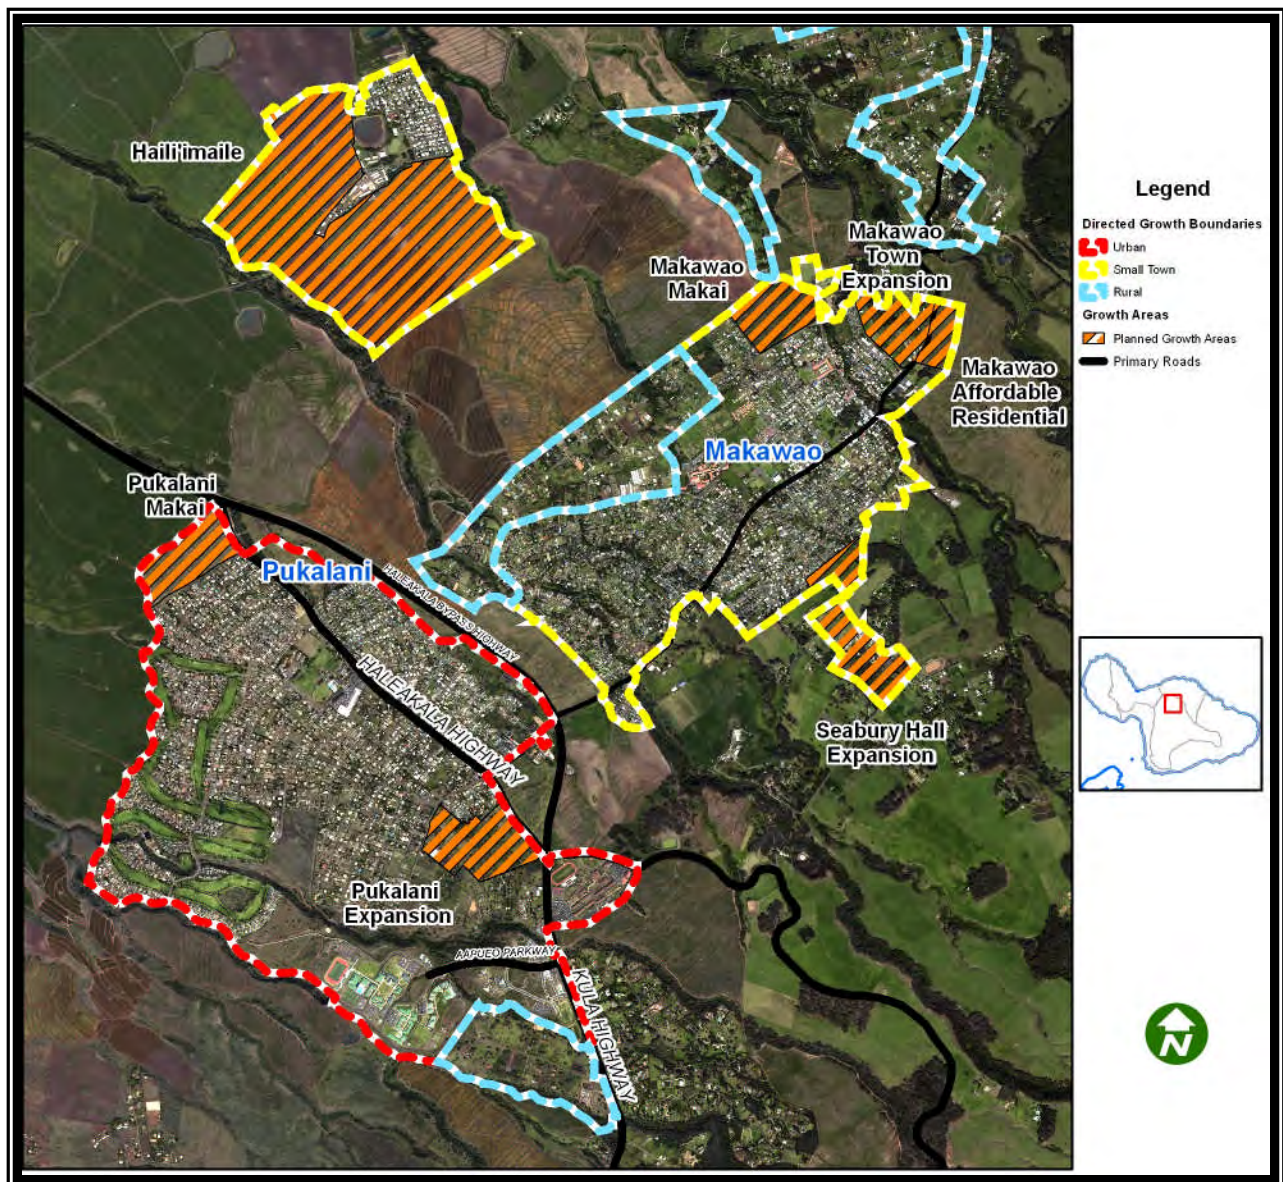 Haili'imaile
Makawao
Town
Expansion
Makawao
Makai
Makawao
Affordable
Residential
Makawao
Pukalani
Makai
Pukalani
HALEAKALA BYPASS HIGHWAY
HALEAKALA HIGHWAY
Seabury Hall
Expansion
Pukalani
Expansion
AAPUEO PARKWAY
KULA HIGHWAY
Legend
Directed Growth Boundaries
Urban
Small Town
Rural
Growth Areas
Planned Growth Areas
Primary Roads
N